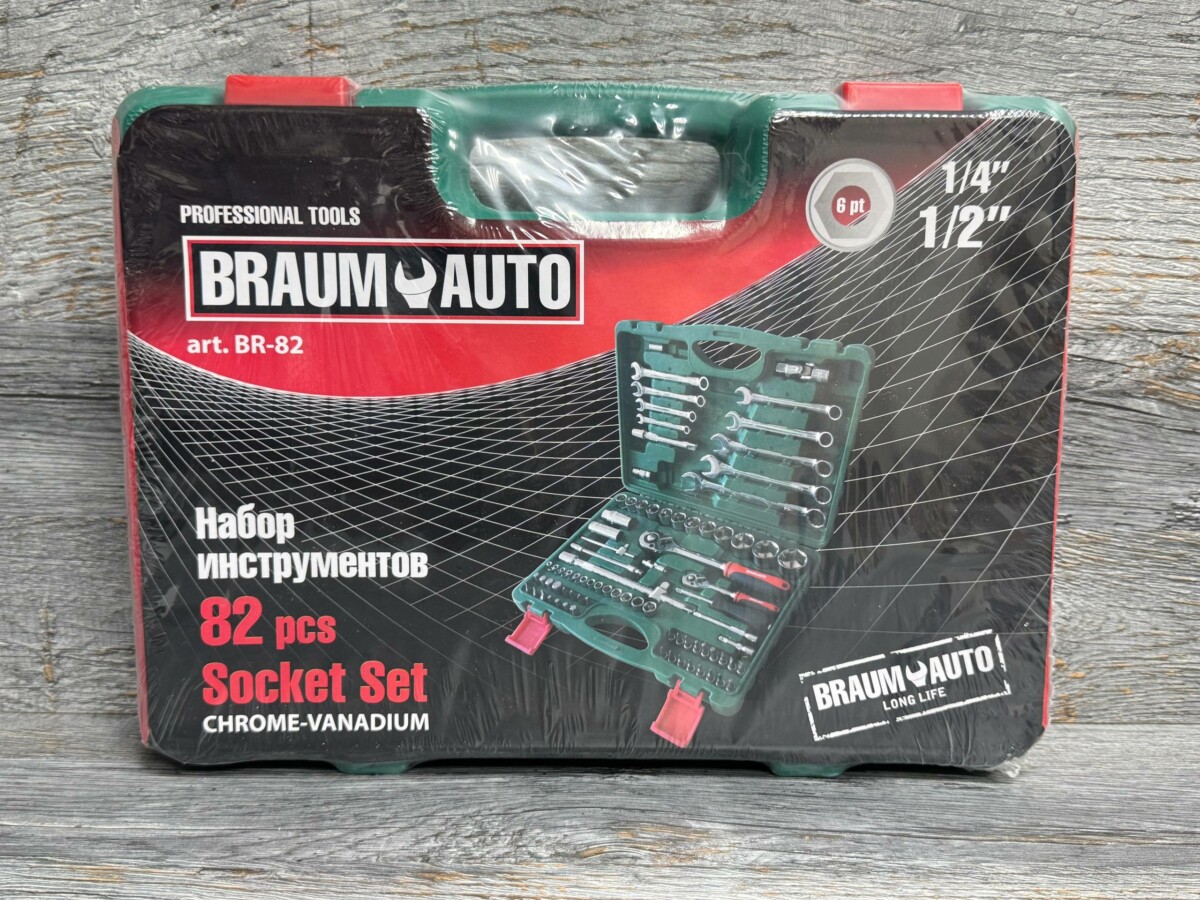 PROFESSIONAL TOOLS
BRAUM AUTO
art. BR-82
6 pt
1/4"
1/2"
Набор
инструментов
82 pcs
Socket Set
CHROME-VANADIUM
BRAUM AUTO
LONG LIFE